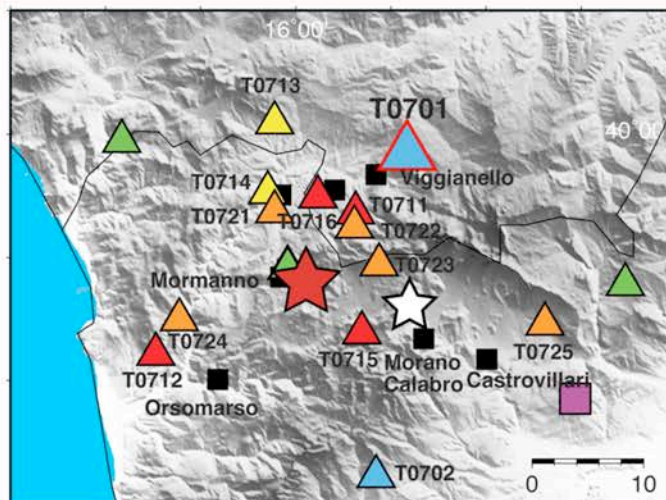 16°00'
T0713
T0701
40°00'
Viggianello
T0714
T0721
T0716
T0711
T0722
T0723
Mormanno
T0724
T0712
T0715
Morano
Calabro
T0725
Castrovillari
Orsomarso
T0702
0 10